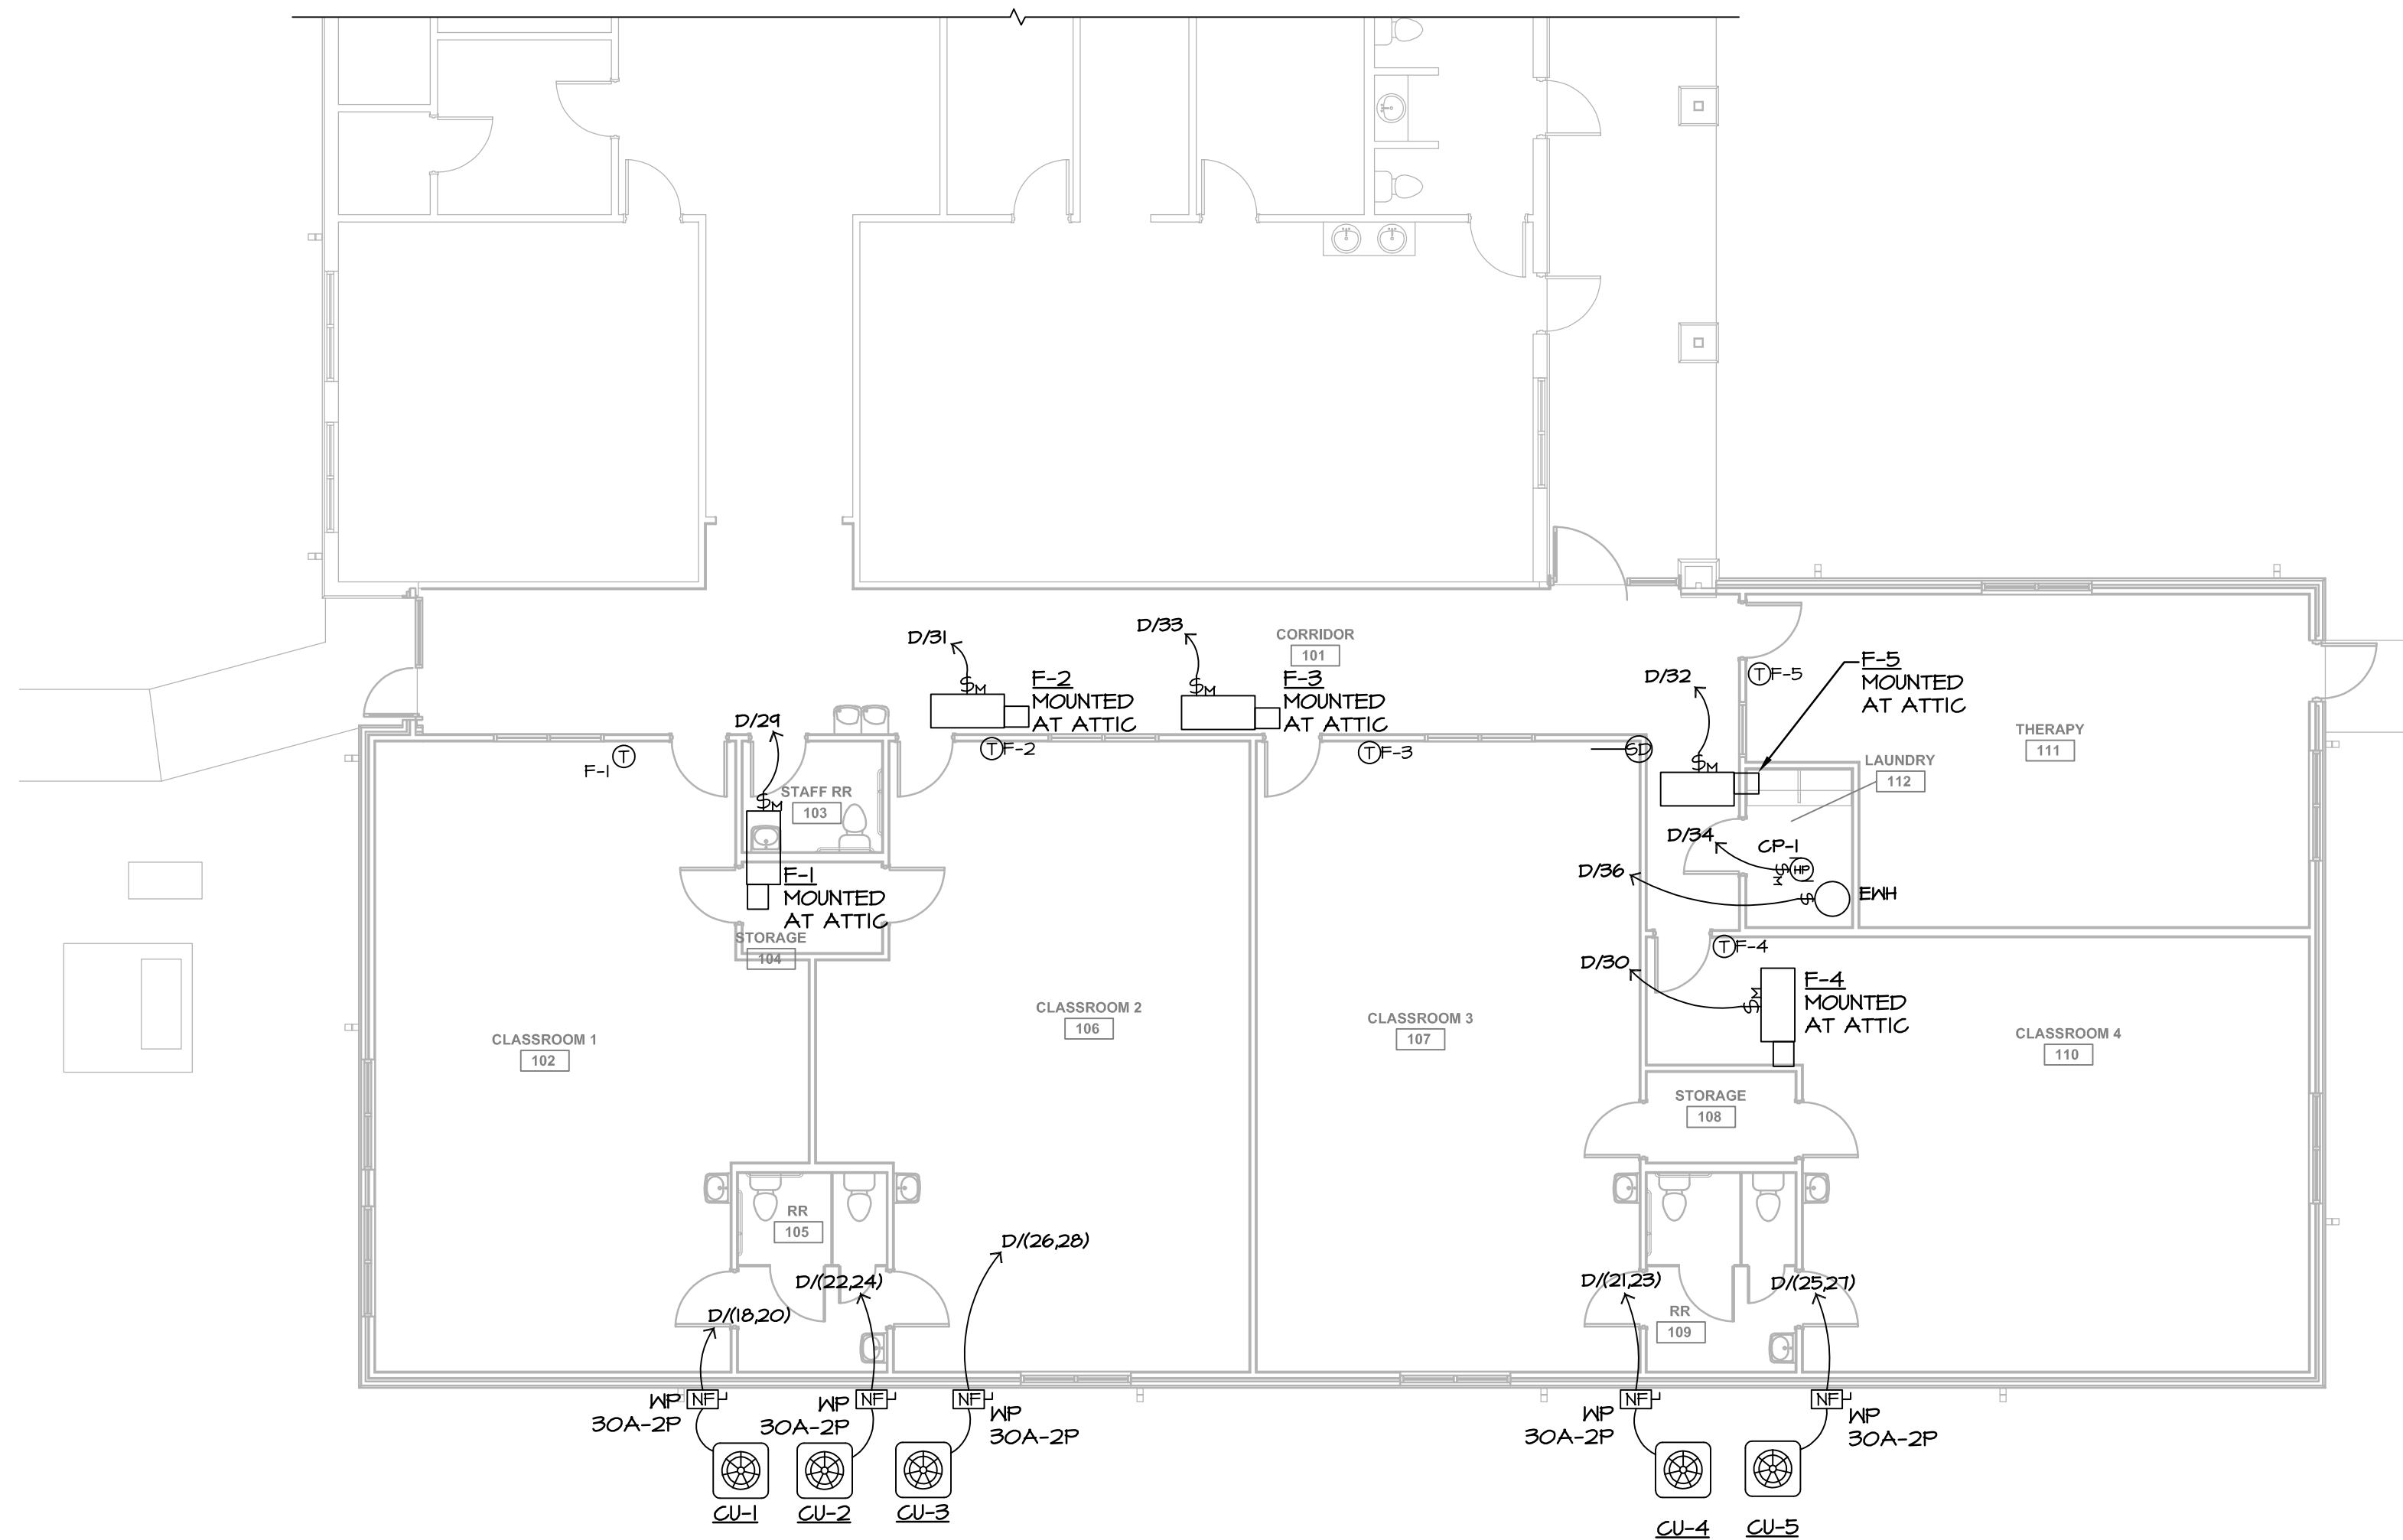 D/31
D/33
CORRIDOR
101
F-2
MOUNTED
AT ATTIC
F-3
MOUNTED
AT ATTIC
D/32
F-5
MOUNTED
AT ATTIC
T F-5
$M
$M
D/29
F-1 T
T F-2
T F-3
SD
$M
THERAPY
111
LAUNDRY
112
$M
STAFF RR
103
D/34
CP-1
$M
HP
D/36
$
EWH
F-1
MOUNTED
AT ATTIC
STORAGE
104
T F-4
D/30
$M
F-4
MOUNTED
AT ATTIC
CLASSROOM 1
102
CLASSROOM 2
106
CLASSROOM 3
107
CLASSROOM 4
110
STORAGE
108
RR
105
D/(26,28)
D/(22,24)
D/(18,20)
D/(21,23)
D/(25,27)
RR
109
WP
30A-2P
NF
WP
30A-2P
NF
NF
WP
30A-2P
WP
30A-2P
NF
NF
WP
30A-2P
CU-1
CU-2
CU-3
CU-4
CU-5